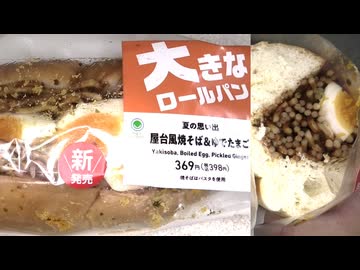 大きな
ロールパン
夏の思い出
屋台風焼そば&ゆでたまご
Yakisoba, Boiled Egg, Pickled Ginger
369円(税込398円)
焼そばはパスタを使用
新
発売